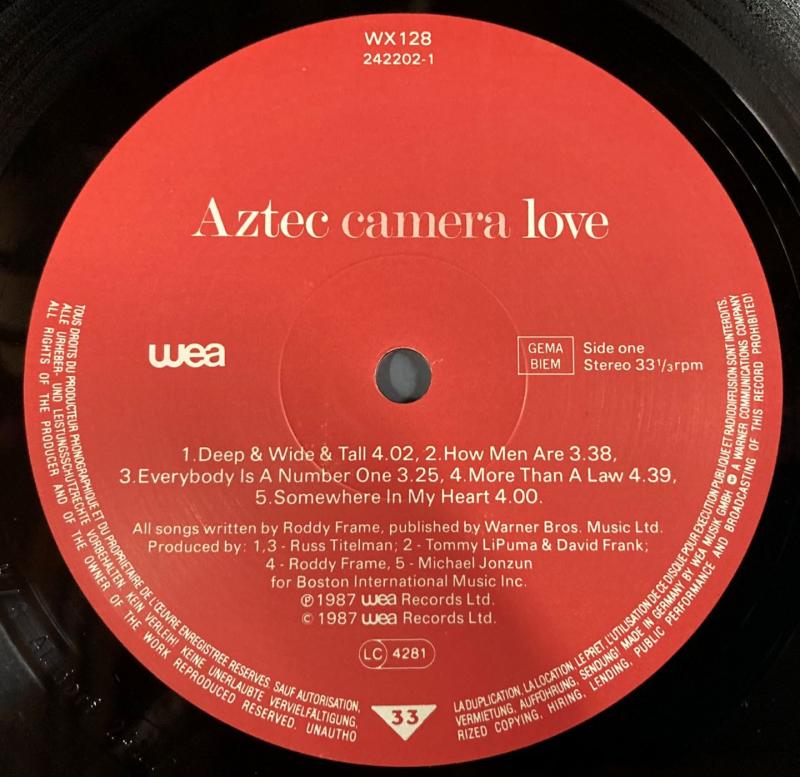 WX128
242202-1
Aztec camera love
wea
GEMA
BIEM
Side one
Stereo 33 1/3 rpm
1.Deep & Wide & Tall 4.02, 2.How Men Are 3.38,
3.Everybody Is A Number One 3.25, 4.More Than A Law 4.39,
5.Somewhere In My Heart 4.00.
All songs written by Roddy Frame, published by Warner Bros. Music Ltd.
Produced by: 1,3 - Russ Titelman; 2 - Tommy LiPuma & David Frank;
4 - Roddy Frame, 5 - Michael Jonzun
for Boston International Music Inc.
℗ 1987 wea Records Ltd.
© 1987 wea Records Ltd.
LC 4281
33
TOUS DROITS DU PRODUCTEUR PHONOGRAPHIQUE ET DU PROPRIETAIRE DE L'ŒUVRE ENREGISTREE RESERVES. SAUF AUTORISATION,
LA DUPLICATION, LA LOCATION, LE PRET, L'UTILISATION DE CE DISQUE POUR EXECUTION PUBLIQUE ET RADIODIFFUSION SONT INTERDITS.
ALLE URHEBER- UND LEISTUNGSSCHUTZRECHTE VORBEHALTEN. KEIN VERLEIH! KEINE UNERLAUBTE VERVIELFÄLTIGUNG,
VERMIETUNG, AUFFÜHRUNG, SENDUNG! MADE IN GERMANY BY WEA MUSIK GMBH A WARNER COMMUNICATIONS COMPANY
ALL RIGHTS OF THE PRODUCER AND OF THE OWNER OF THE WORK REPRODUCED RESERVED. UNAUTHO
RIZED COPYING, HIRING, LENDING, PUBLIC PERFORMANCE AND BROADCASTING OF THIS RECORD PROHIBITED!